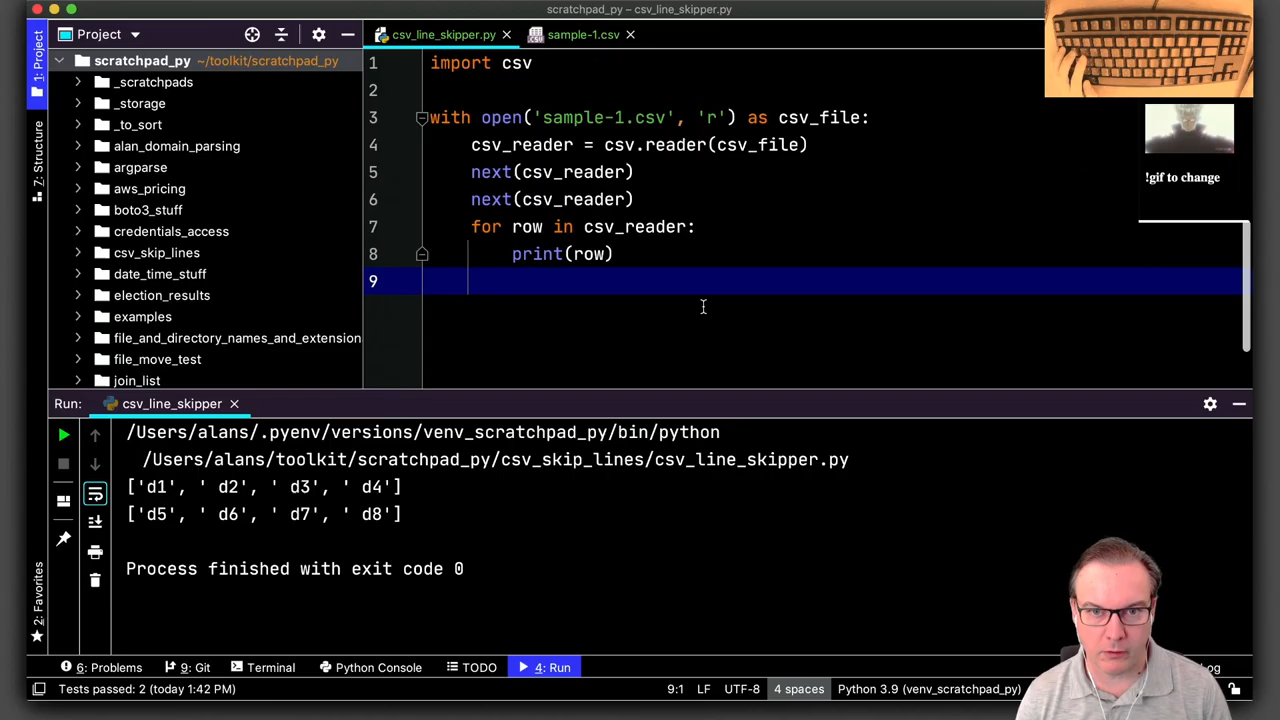 scratchpad_py – csv_line_skipper.py
1: Project
Project
csv_line_skipper.py
sample-1.csv
scratchpad_py ~/toolkit/scratchpad_py
_scratchpads
_storage
_to_sort
alan_domain_parsing
argparse
aws_pricing
boto3_stuff
credentials_access
csv_skip_lines
date_time_stuff
election_results
examples
file_and_directory_names_and_extension
file_move_test
join_list
7: Structure
1 import csv
2
3 with open('sample-1.csv', 'r') as csv_file:
4 csv_reader = csv.reader(csv_file)
5 next(csv_reader)
6 next(csv_reader)
7 for row in csv_reader:
8 print(row)
9
!gif to change
Run: csv_line_skipper
/Users/alans/.pyenv/versions/venv_scratchpad_py/bin/python
/Users/alans/toolkit/scratchpad_py/csv_skip_lines/csv_line_skipper.py
['d1', ' d2', ' d3', ' d4']
['d5', ' d6', ' d7', ' d8']
Process finished with exit code 0
2: Favorites
6: Problems 9: Git Terminal Python Console TODO 4: Run
Tests passed: 2 (today 1:42 PM) 9:1 LF UTF-8 4 spaces Python 3.9 (venv_scratchpad_py)